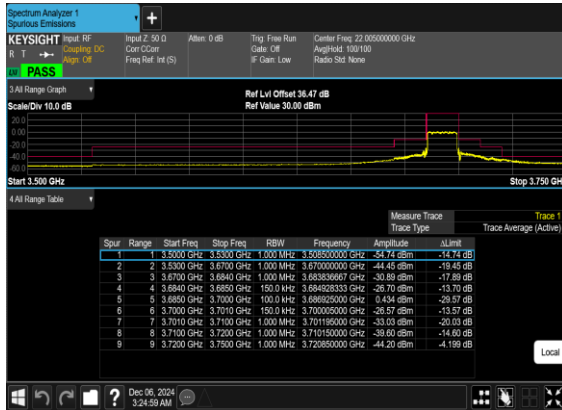 Spectrum Analyzer 1
Spurious Emissions
+
KEYSIGHT Input: RF Input Z: 50 Ω Atten: 0 dB Trig: Free Run Center Freq: 22.005000000 GHz
R T Coupling: DC Corr CCorr Gate: Off Avg|Hold: 100/100
Align: Off Freq Ref: Int (S) IF Gain: Low Radio Std: None
LXI PASS
3 All Range Graph
Ref Lvl Offset 36.47 dB
Scale/Div 10.0 dB Ref Value 30.00 dBm
20.0
0.00
-20.0
-40.0
-60.0
Start 3.500 GHz Stop 3.750 GH
4 All Range Table
Measure Trace Trace 1
Trace Type Trace Average (Active)
Spur Range Start Freq Stop Freq RBW Frequency Amplitude ΔLimit
1 1 3.5000 GHz 3.5300 GHz 1.000 MHz 3.508500000 GHz -54.74 dBm -14.74 dB
2 2 3.5300 GHz 3.6700 GHz 1.000 MHz 3.670000000 GHz -44.45 dBm -19.45 dB
3 3 3.6700 GHz 3.6840 GHz 1.000 MHz 3.683836667 GHz -30.89 dBm -17.89 dB
4 4 3.6840 GHz 3.6850 GHz 150.0 kHz 3.684928333 GHz -26.70 dBm -13.70 dB
5 5 3.6850 GHz 3.7000 GHz 100.0 kHz 3.686925000 GHz 0.434 dBm -29.57 dB
6 6 3.7000 GHz 3.7010 GHz 150.0 kHz 3.700005000 GHz -26.57 dBm -13.57 dB
7 7 3.7010 GHz 3.7100 GHz 1.000 MHz 3.701195000 GHz -33.03 dBm -20.03 dB
8 8 3.7100 GHz 3.7200 GHz 1.000 MHz 3.710150000 GHz -39.60 dBm -14.60 dB
9 9 3.7200 GHz 3.7500 GHz 1.000 MHz 3.720850000 GHz -44.20 dBm -4.199 dB
Local
? Dec 06, 2024
3:24:59 AM